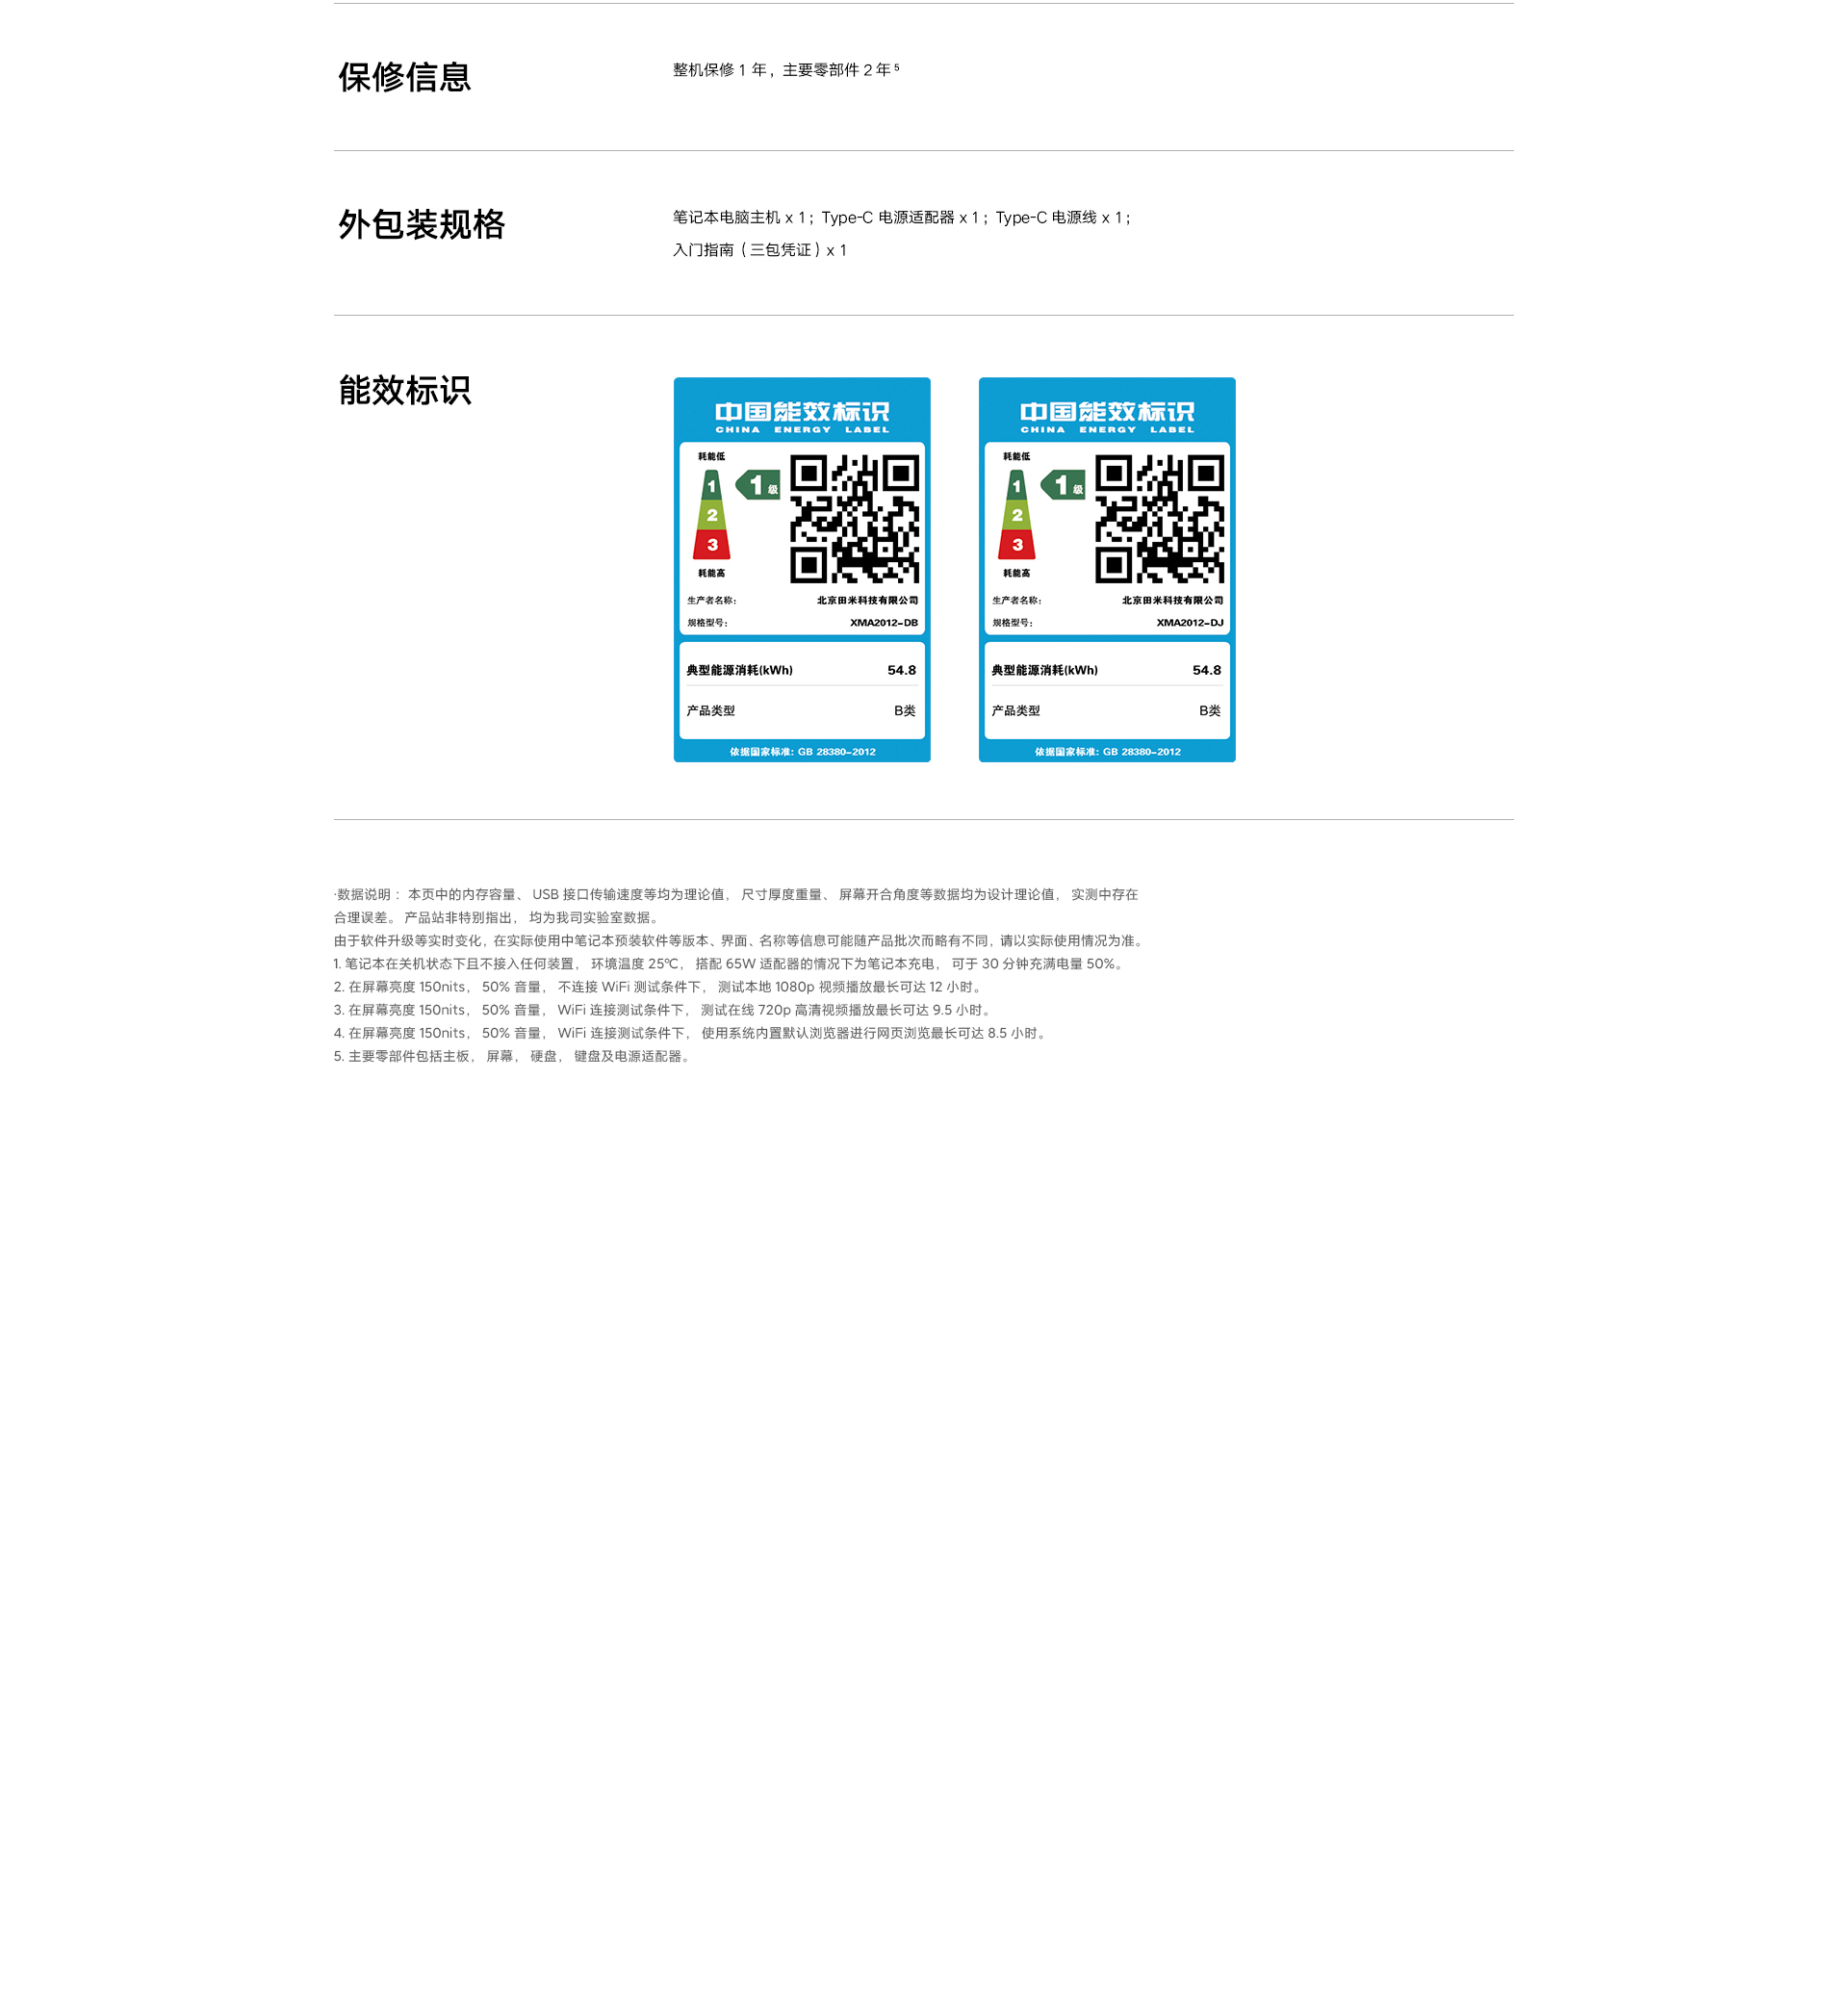 保修信息
整机保修 1 年，主要零部件 2 年 5
外包装规格
笔记本电脑主机 x 1；Type-C 电源适配器 x 1；Type-C 电源线 x 1；
入门指南（三包凭证）x 1
能效标识
中国能效标识
CHINA ENERGY LABEL
耗能低
1
1 级
2
3
耗能高
生产者名称： 北京田米科技有限公司
规格型号： XMA2012-DB
典型能源消耗(kWh) 54.8
产品类型 B类
依据国家标准: GB 28380-2012
中国能效标识
CHINA ENERGY LABEL
耗能低
1
1 级
2
3
耗能高
生产者名称： 北京田米科技有限公司
规格型号： XMA2012-DJ
典型能源消耗(kWh) 54.8
产品类型 B类
依据国家标准: GB 28380-2012
·数据说明： 本页中的内存容量、 USB 接口传输速度等均为理论值， 尺寸厚度重量、 屏幕开合角度等数据均为设计理论值， 实测中存在
合理误差。 产品站非特别指出， 均为我司实验室数据。
由于软件升级等实时变化, 在实际使用中笔记本预装软件等版本、界面、名称等信息可能随产品批次而略有不同, 请以实际使用情况为准。
1. 笔记本在关机状态下且不接入任何装置， 环境温度 25℃， 搭配 65W 适配器的情况下为笔记本充电， 可于 30 分钟充满电量 50%。
2. 在屏幕亮度 150nits， 50% 音量， 不连接 WiFi 测试条件下， 测试本地 1080p 视频播放最长可达 12 小时。
3. 在屏幕亮度 150nits， 50% 音量， WiFi 连接测试条件下， 测试在线 720p 高清视频播放最长可达 9.5 小时。
4. 在屏幕亮度 150nits， 50% 音量， WiFi 连接测试条件下， 使用系统内置默认浏览器进行网页浏览最长可达 8.5 小时。
5. 主要零部件包括主板， 屏幕， 硬盘， 键盘及电源适配器。